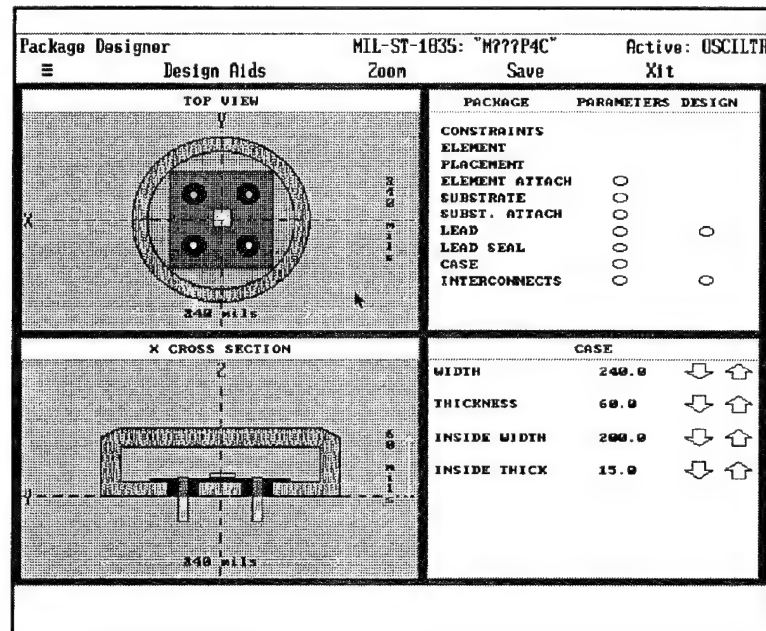 Package Designer MIL-ST-1835: "M???P4C" Active: OSCILTR
≡ Design Aids Zoom Save Xit
TOP VIEW
Y
X
240 mils
240 mils
PACKAGE PARAMETERS DESIGN
CONSTRAINTS
ELEMENT
PLACEMENT
ELEMENT ATTACH
SUBSTRATE
SUBST. ATTACH
LEAD
LEAD SEAL
CASE
INTERCONNECTS
X CROSS SECTION
Z
60 mils
Y
240 mils
CASE
WIDTH 240.0
THICKNESS 60.0
INSIDE WIDTH 200.0
INSIDE THICK 15.0